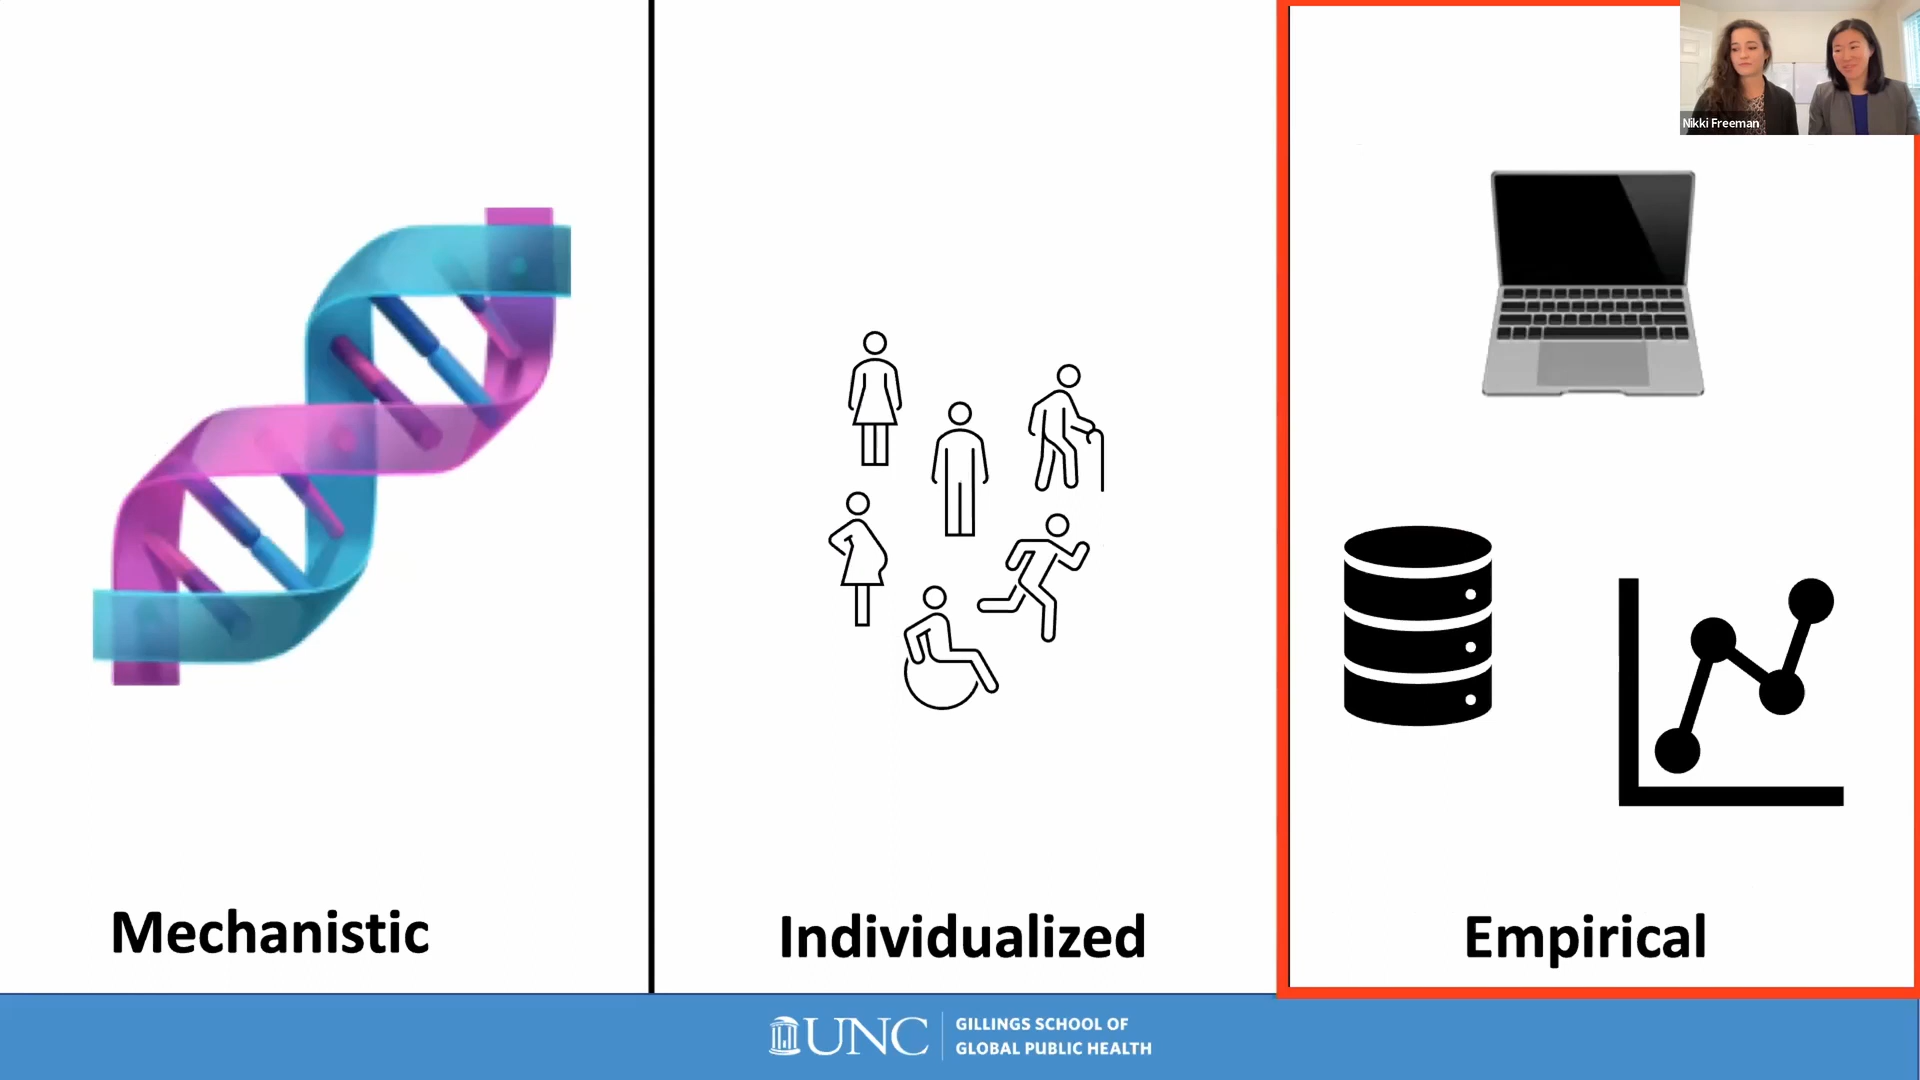 Nikki Freeman
Mechanistic
Individualized
Empirical
UNC
GILLINGS SCHOOL OF
GLOBAL PUBLIC HEALTH